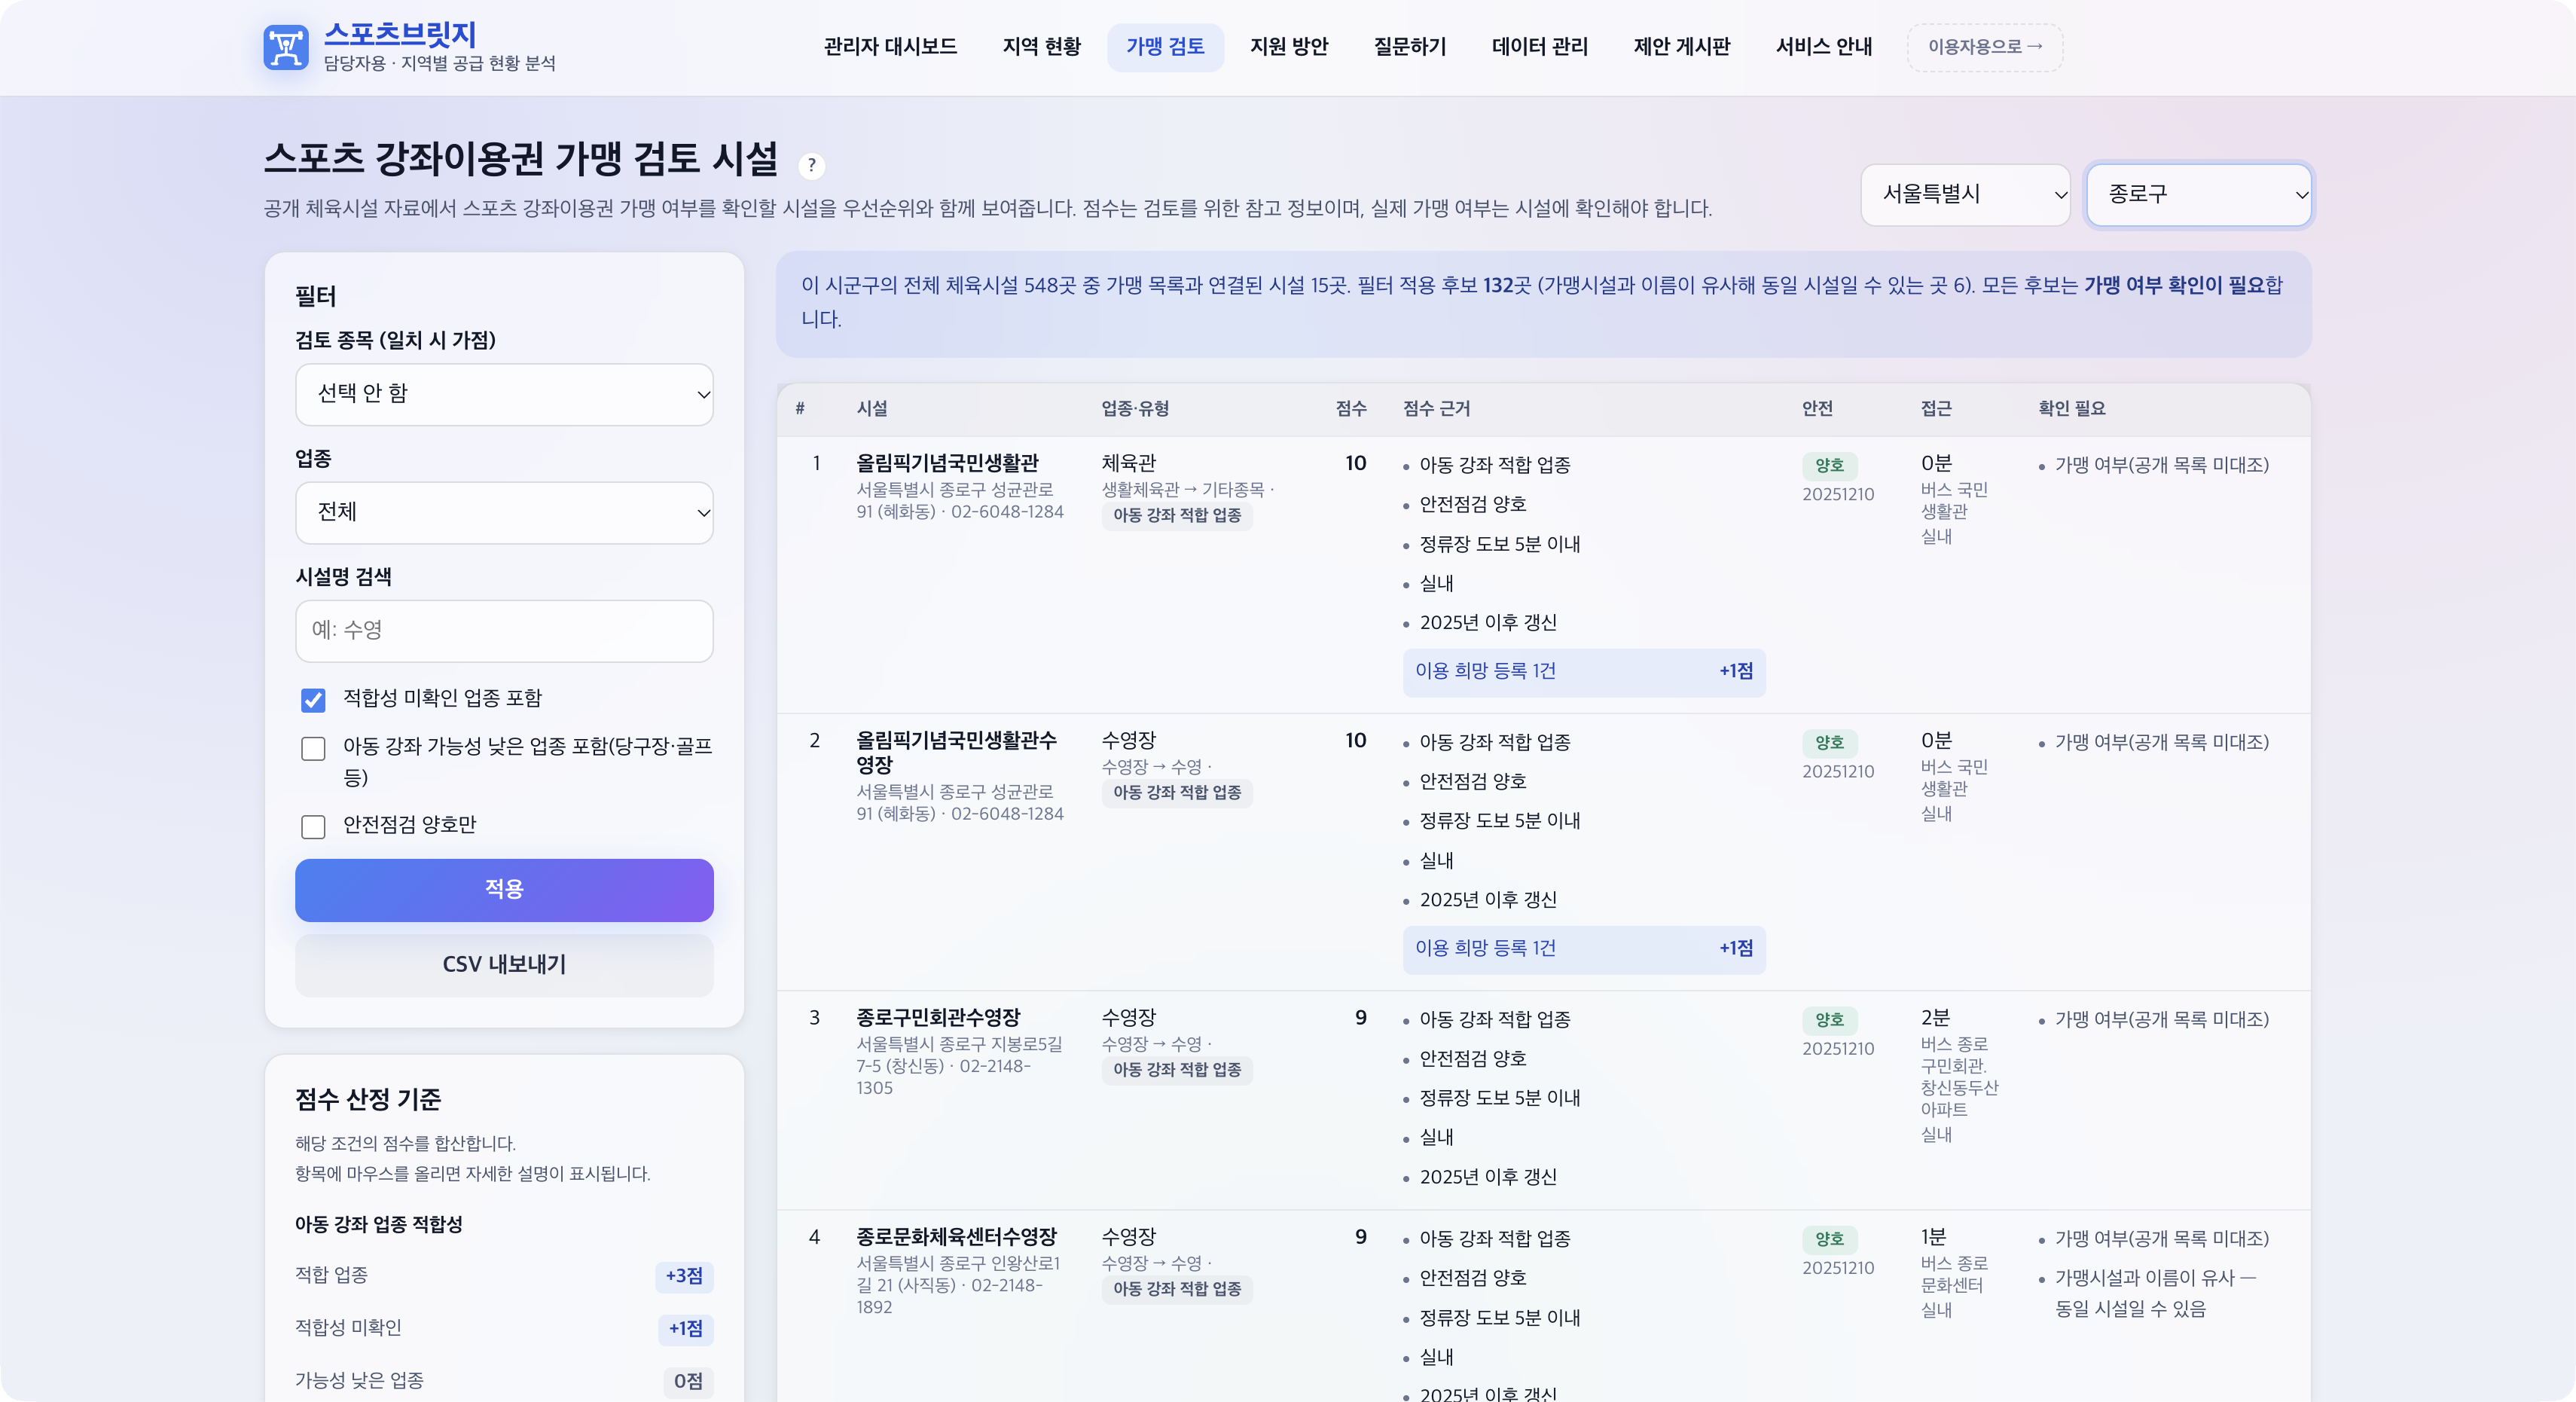 스포츠브릿지
담당자용 · 지역별 공급 현황 분석
관리자 대시보드
지역 현황
가맹 검토
지원 방안
질문하기
데이터 관리
제안 게시판
서비스 안내
이용자용으로 →
스포츠 강좌이용권 가맹 검토 시설 ?
공개 체육시설 자료에서 스포츠 강좌이용권 가맹 여부를 확인할 시설을 우선순위와 함께 보여줍니다. 점수는 검토를 위한 참고 정보이며, 실제 가맹 여부는 시설에 확인해야 합니다.
서울특별시
종로구
필터
검토 종목 (일치 시 가점)
선택 안 함
업종
전체
시설명 검색
예: 수영
적합성 미확인 업종 포함
아동 강좌 가능성 낮은 업종 포함(당구장·골프
등)
안전점검 양호만
적용
CSV 내보내기
점수 산정 기준
해당 조건의 점수를 합산합니다.
항목에 마우스를 올리면 자세한 설명이 표시됩니다.
아동 강좌 업종 적합성
적합 업종 +3점
적합성 미확인 +1점
가능성 낮은 업종 0점
이 시군구의 전체 체육시설 548곳 중 가맹 목록과 연결된 시설 15곳. 필터 적용 후보 132곳 (가맹시설과 이름이 유사해 동일 시설일 수 있는 곳 6). 모든 후보는 가맹 여부 확인이 필요합
니다.
# 시설 업종·유형 점수 점수 근거 안전 접근 확인 필요
1
올림픽기념국민생활관
서울특별시 종로구 성균관로
91 (혜화동) · 02-6048-1284
체육관
생활체육관 → 기타종목 ·
아동 강좌 적합 업종
10
아동 강좌 적합 업종
안전점검 양호
정류장 도보 5분 이내
실내
2025년 이후 갱신
이용 희망 등록 1건 +1점
양호
20251210
0분
버스 국민
생활관
실내
가맹 여부(공개 목록 미대조)
2
올림픽기념국민생활관수
영장
서울특별시 종로구 성균관로
91 (혜화동) · 02-6048-1284
수영장
수영장 → 수영 ·
아동 강좌 적합 업종
10
아동 강좌 적합 업종
안전점검 양호
정류장 도보 5분 이내
실내
2025년 이후 갱신
이용 희망 등록 1건 +1점
양호
20251210
0분
버스 국민
생활관
실내
가맹 여부(공개 목록 미대조)
3
종로구민회관수영장
서울특별시 종로구 지봉로5길
7-5 (창신동) · 02-2148-
1305
수영장
수영장 → 수영 ·
아동 강좌 적합 업종
9
아동 강좌 적합 업종
안전점검 양호
정류장 도보 5분 이내
실내
2025년 이후 갱신
양호
20251210
2분
버스 종로
구민회관.
창신동두산
아파트
실내
가맹 여부(공개 목록 미대조)
4
종로문화체육센터수영장
서울특별시 종로구 인왕산로1
길 21 (사직동) · 02-2148-
1892
수영장
수영장 → 수영 ·
아동 강좌 적합 업종
9
아동 강좌 적합 업종
안전점검 양호
정류장 도보 5분 이내
실내
2025년 이후 갱신
양호
20251210
1분
버스 종로
문화센터
실내
가맹 여부(공개 목록 미대조)
가맹시설과 이름이 유사 —
동일 시설일 수 있음